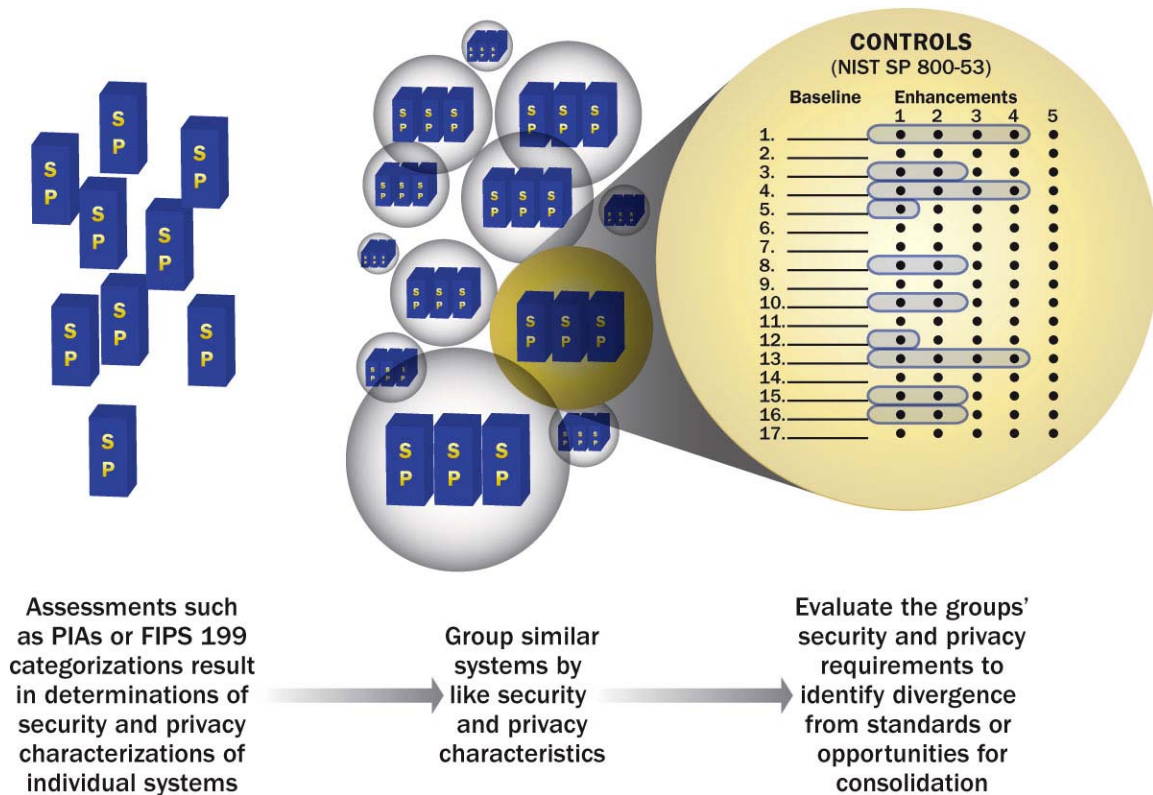 S
P
S
P
S
P
S
P
S
P
S
P
S
P
S
P
S
P
S
P
S P S P S P
S P S P S P
S P S P S P
S P S P S P
S P S P S P
S P S P S P
S P S P S P
S P S P S P
S P S P S P
S P S P S P
S P S P S P
S P S P S P
CONTROLS
(NIST SP 800-53)
Baseline Enhancements
1 2 3 4 5
1.
2.
3.
4.
5.
6.
7.
8.
9.
10.
11.
12.
13.
14.
15.
16.
17.
Assessments such
as PIAs or FIPS 199
categorizations result
in determinations of
security and privacy
characterizations of
individual systems
Group similar
systems by
like security
and privacy
characteristics
Evaluate the groups'
security and privacy
requirements to
identify divergence
from standards or
opportunities for
consolidation